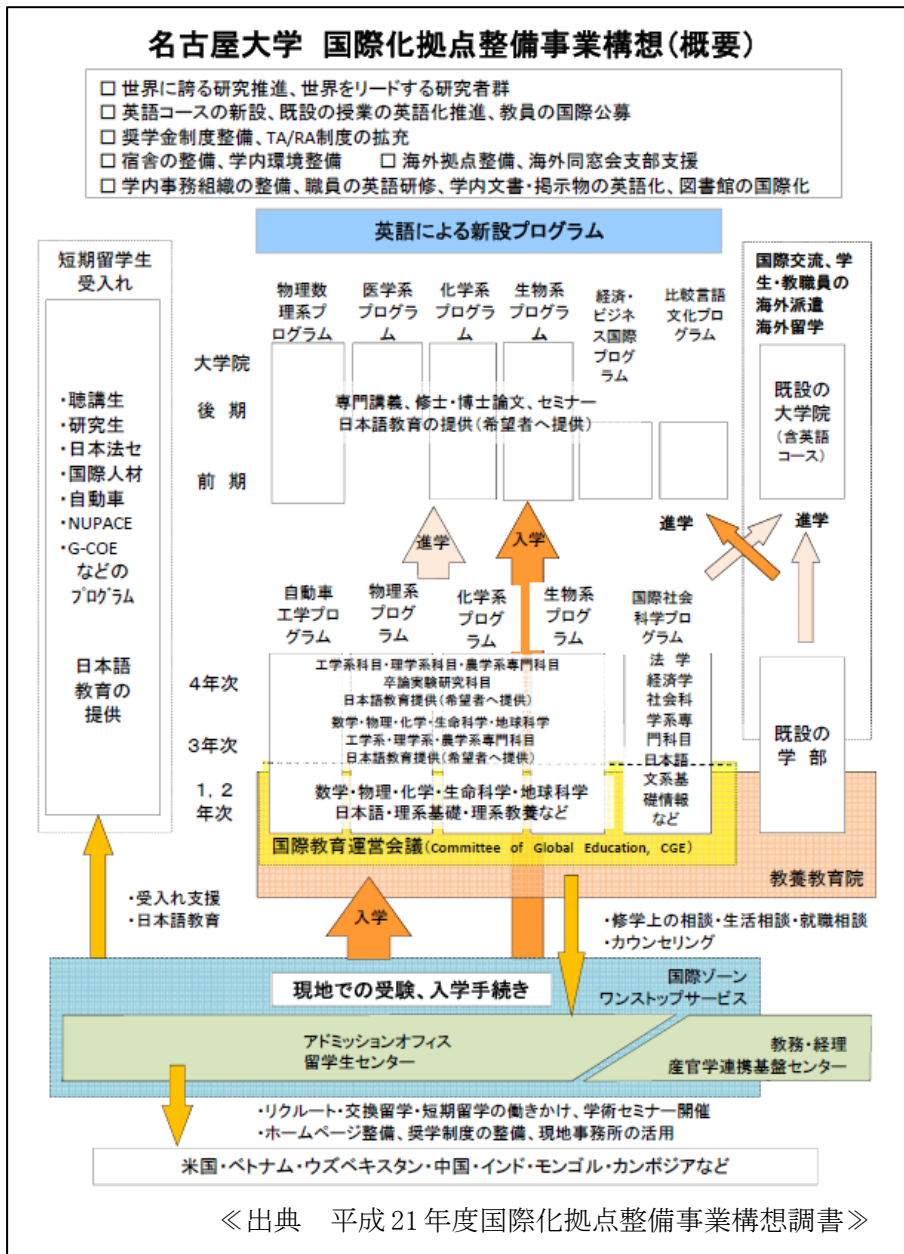 名古屋大学 国際化拠点整備事業構想(概要)
□ 世界に誇る研究推進、世界をリードする研究者群
□ 英語コースの新設、既設の授業の英語化推進、教員の国際公募
□ 奨学金制度整備、TA/RA制度の拡充
□ 宿舎の整備、学内環境整備 □ 海外拠点整備、海外同窓会支部支援
□ 学内事務組織の整備、職員の英語研修、学内文書・掲示物の英語化、図書館の国際化
英語による新設プログラム
短期留学生
受入れ
・聴講生
・研究生
・日本法セ
・国際人材
・自動車
・NUPACE
・G-COE
などの
プログラム
日本語
教育の
提供
物理数
理系プ
ログラム
医学系
プログラ
ム
化学系
プログラ
ム
生物系
プログラ
ム
経済・
ビジネ
ス国際
プログ
ラム
比較言語
文化プロ
グラム
国際交流、学
生・教職員の
海外派遣
海外留学
大学院
後 期
前 期
専門講義、修士・博士論文、セミナー
日本語教育の提供(希望者へ提供)
既設の
大学院
(含英語
コース)
進学
入学
進学
進学
自動車
工学プロ
グラム
物理系
プログ
ラム
化学系
プログ
ラム
生物系
プログ
ラム
国際社会
科学プロ
グラム
4年次
3年次
1, 2
年次
工学系科目・理学系科目・農学系専門科目
卒論実験研究科目
日本語教育提供(希望者へ提供)
数学・物理・化学・生命科学・地球科学
工学系・理学系・農学系専門科目
日本語教育提供(希望者へ提供)
数学・物理・化学・生命科学・地球科学
日本語・理系基礎・理系教養など
法 学
経済学
社会科
学系専
門科目
日本語
文系基
礎情報
など
既設の
学 部
国際教育運営会議(Committee of Global Education, CGE)
教養教育院
・受入れ支援
・日本語教育
入学
・修学上の相談・生活相談・就職相談
・カウンセリング
現地での受験、入学手続き
国際ゾーン
ワンストップサービス
アドミッションオフィス
留学生センター
教務・経理
産官学連携基盤センター
・リクルート・交換留学・短期留学の働きかけ、学術セミナー開催
・ホームページ整備、奨学制度の整備、現地事務所の活用
米国・ベトナム・ウズベキスタン・中国・インド・モンゴル・カンボジアなど
≪出典 平成21年度国際化拠点整備事業構想調書≫